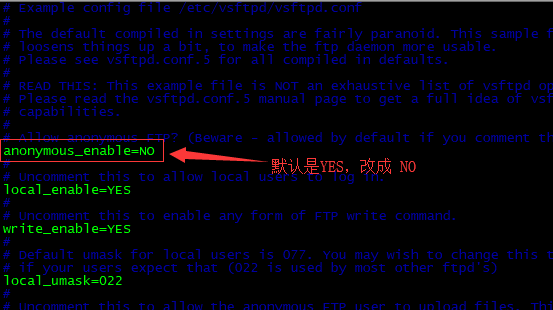 # Example config file /etc/vsftpd/vsftpd.conf
#
# The default compiled in settings are fairly paranoid. This sample f
# loosens things up a bit, to make the ftp daemon more usable.
# Please see vsftpd.conf.5 for all compiled in defaults.
#
# READ THIS: This example file is NOT an exhaustive list of vsftpd op
# Please read the vsftpd.conf.5 manual page to get a full idea of vsf
# capabilities.
#
# Allow anonymous FTP? (Beware - allowed by default if you comment th
anonymous_enable=NO
默认是YES，改成 NO
#
# Uncomment this to allow local users to log in.
local_enable=YES
#
# Uncomment this to enable any form of FTP write command.
write_enable=YES
#
# Default umask for local users is 077. You may wish to change this t
# if your users expect that (022 is used by most other ftpd's)
local_umask=022
#
# Uncomment this to allow the anonymous FTP user to upload files. Thi